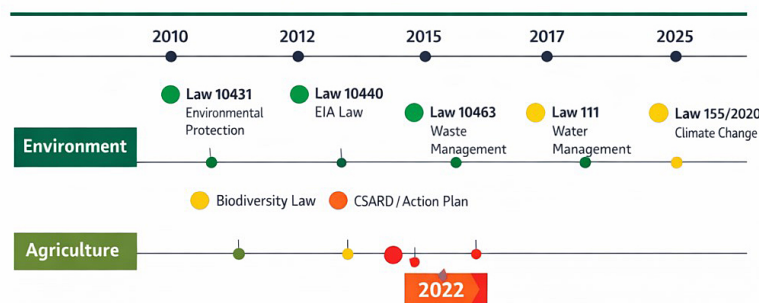 2010 2012 2015 2017 2025
Law 10431
Environmental
Protection
Law 10440
EIA Law
Law 10463
Waste
Management
Law 111
Water
Management
Law 155/2020
Climate Change
Environment
Biodiversity Law
CSARD / Action Plan
Agriculture
2022